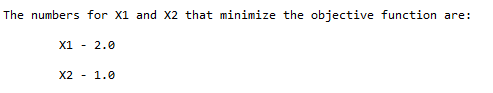 The numbers for X1 and X2 that minimize the objective function are:
X1 - 2.0
X2 - 1.0